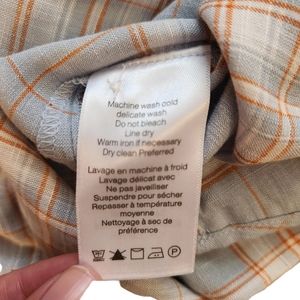 Machine wash cold
delicate wash
Do not bleach
Line dry
Warm iron if necessary
Dry clean Preferred
Lavage en machine à froid
Lavage délicat avec
Ne pas javelliser
Suspendre pour sécher
Repasser à température
moyenne
Nettoyage à sec de
préférence